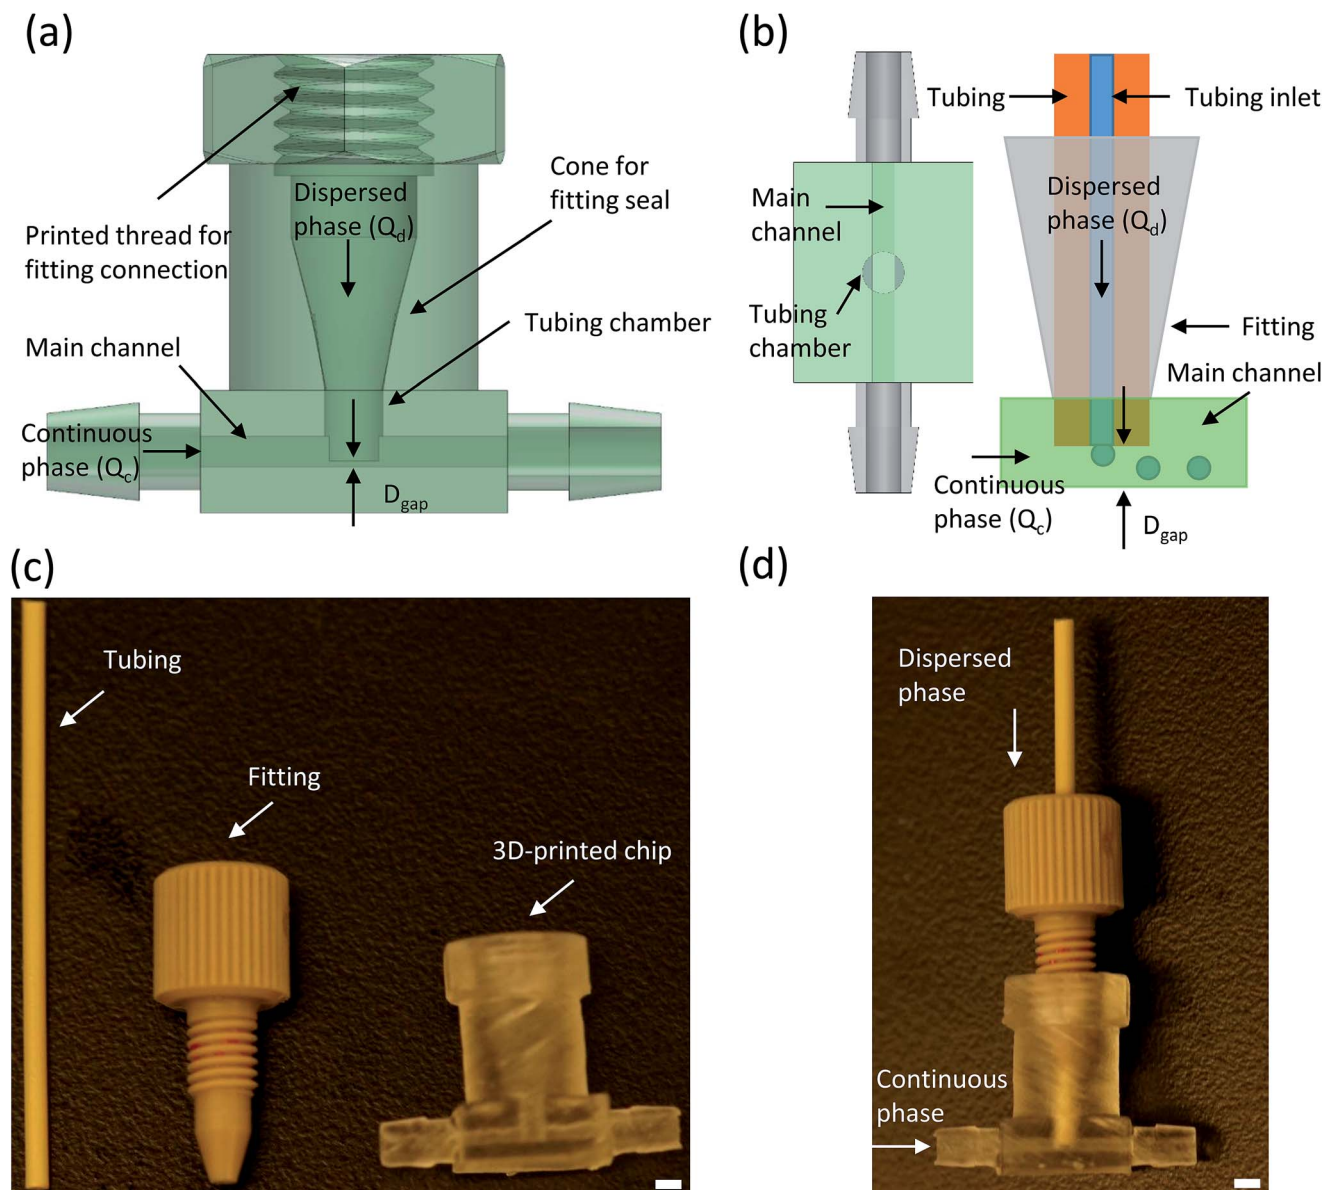 (a)
Dispersed
phase (Qd)
Cone for
fitting seal
Printed thread for
fitting connection
Tubing chamber
Main channel
Continuous
phase (Qc)
Dgap
(b)
Tubing
Tubing inlet
Main
channel
Dispersed
phase (Qd)
Tubing
chamber
Fitting
Main channel
Continuous
phase (Qc)
Dgap
(c)
Tubing
Fitting
3D-printed chip
(d)
Dispersed
phase
Continuous
phase